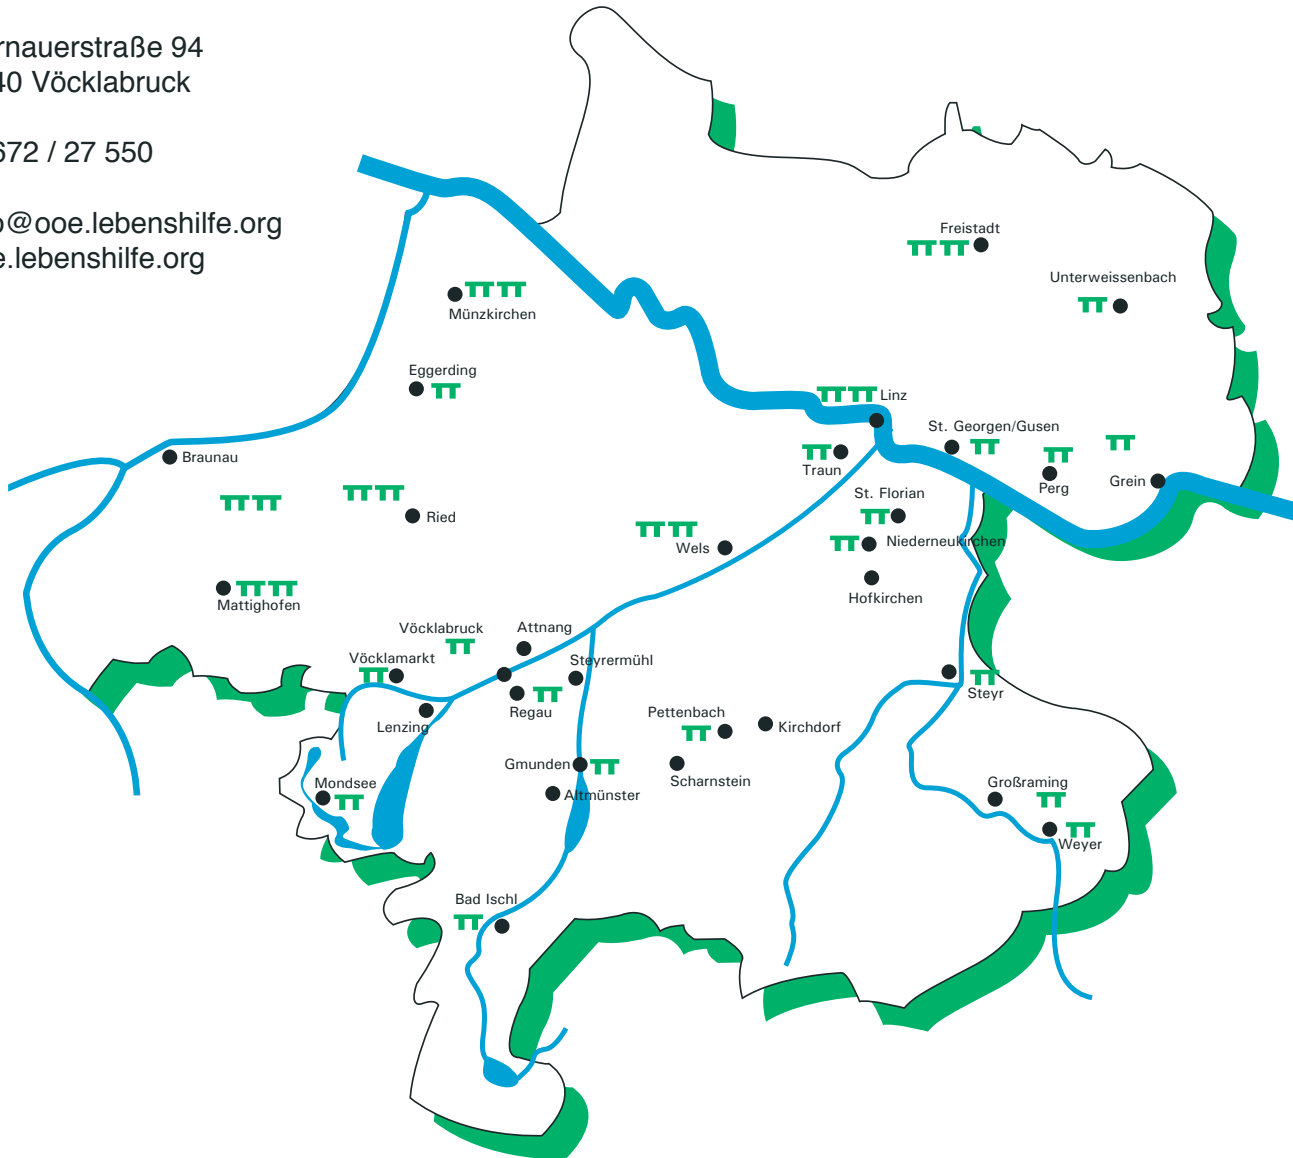 rnauerstraße 94
40 Vöcklabruck
672 / 27 550
o@ooe.lebenshilfe.org
e.lebenshilfe.org
Freistadt
Unterweissenbach
Münzkirchen
Eggerding
Linz
St. Georgen/Gusen
Braunau
Traun
Grein
Perg
St. Florian
Ried
Wels
Niederneukirchen
Hofkirchen
Mattighofen
Vöcklabruck
Attnang
Vöcklamarkt
Steyrermühl
Steyr
Regau
Pettenbach
Lenzing
Kirchdorf
Gmunden
Scharnstein
Mondsee
Großraming
Altmünster
Weyer
Bad Ischl